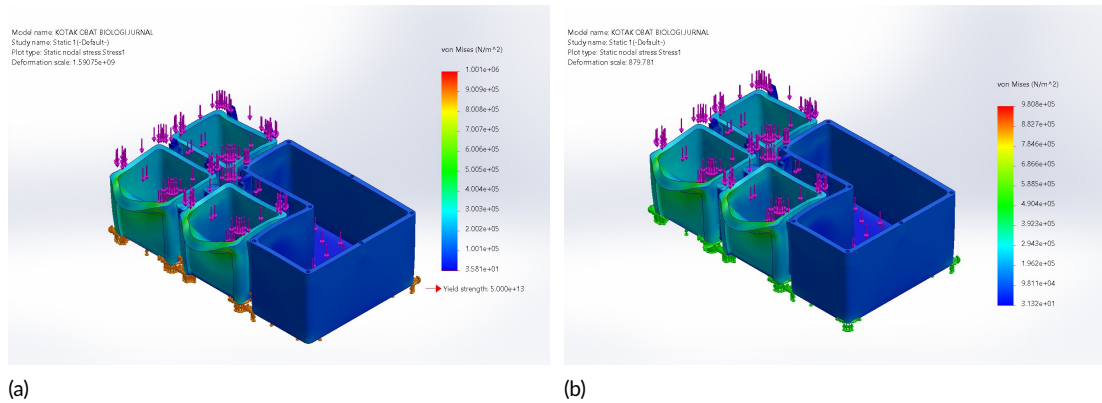 Model name: KOTAK OBAT BIOLOGI JURNAL
Study name: Static 1(-Default-)
Plot type: Static nodal stress Stress1
Deformation scale: 1.59075e+09
von Mises (N/m^2)
1.001e+06
9.009e+05
8.008e+05
7.007e+05
6.006e+05
5.005e+05
4.004e+05
3.003e+05
2.002e+05
1.001e+05
3.581e+01
Yield strength: 5.000e+13
(a)
Model name: KOTAK OBAT BIOLOGI JURNAL
Study name: Static 1(-Default-)
Plot type: Static nodal stress Stress1
Deformation scale: 879.781
von Mises (N/m^2)
9.808e+05
8.827e+05
7.846e+05
6.866e+05
5.885e+05
4.904e+05
3.923e+05
2.943e+05
1.962e+05
9.811e+04
3.132e+01
(b)